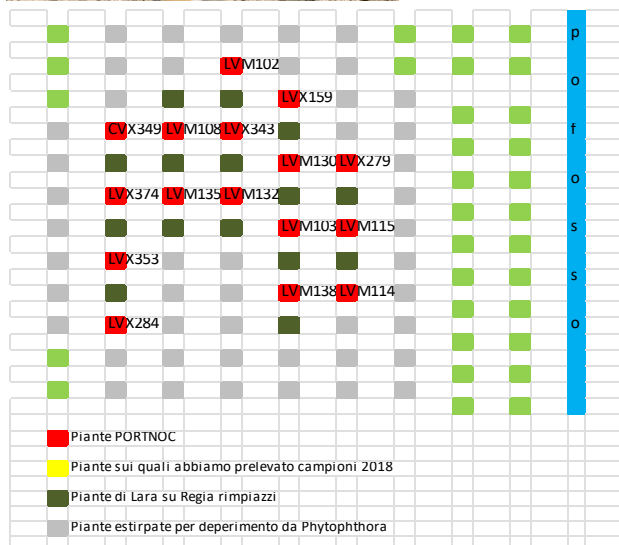 p
LVM102
o
LVX159
CVX349 LVM108 LVX343
f
LVM130 LVX279
o
LVX374 LVM135 LVM132
LVM103 LVM115
s
LVX353
s
LVM138 LVM114
LVX284
o
Piante PORTNOC
Piante sui quali abbiamo prelevato campioni 2018
Piante di Lara su Regia rimpiazzi
Piante estirpate per deperimento da Phytophthora